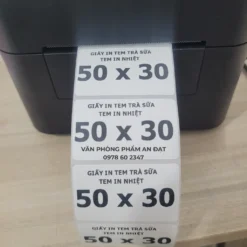 GIẤY IN TEM TRÀ SỮA
TEM IN NHIỆT
50 x 30
GIẤY IN TEM TRÀ SỮA
TEM IN NHIỆT
50 x 30
VĂN PHÒNG PHẨM AN ĐẠT
0978 60 2347
GIẤY IN TEM TRÀ SỮA
TEM IN NHIỆT
50 x 30